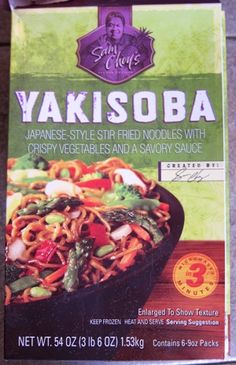 Sam Choy's
YAKISOBA
JAPANESE-STYLE STIR FRIED NOODLES WITH
CRISPY VEGETABLES AND A SAVORY SAUCE
CREATED BY:
MICROWAVE
3
MINUTES
Enlarged To Show Texture
KEEP FROZEN HEAT AND SERVE Serving Suggestion
NET WT. 54 OZ (3 lb 6 OZ) 1.53kg Contains 6-9oz Packs